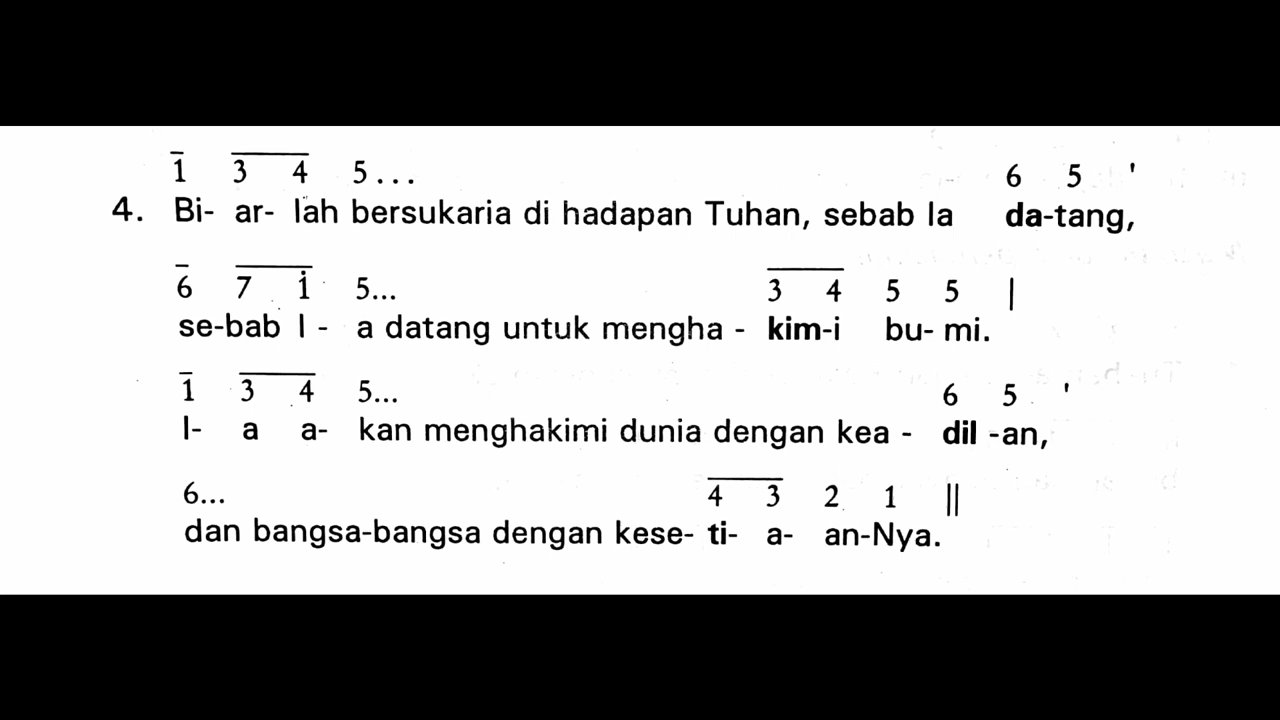 1̅ 3̅ 4̅ 5... 6 5 '
4. Bi- ar- lah bersukaria di hadapan Tuhan, sebab Ia da-tang,
6̅ 7̅ i̅ 5... 3̅ 4̅ 5 5 |
se-bab I - a datang untuk mengha - kim-i bu- mi.
1̅ 3̅ 4̅ 5... 6 5 '
I- a a- kan menghakimi dunia dengan kea - dil -an,
6... 4̅ 3̅ 2 1 ||
dan bangsa-bangsa dengan kese- ti- a- an-Nya.